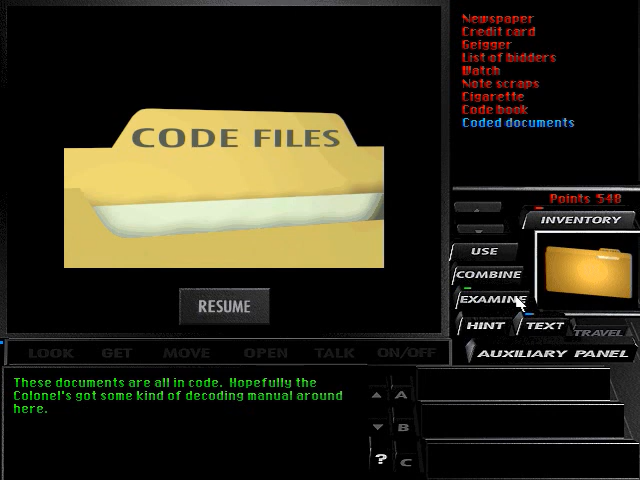 CODE FILES
RESUME
Newspaper
Credit card
Geigger
List of bidders
Watch
Note scraps
Cigarette
Code book
Coded documents
Points 548
INVENTORY
USE
COMBINE
EXAMINE
HINT TEXT TRAVEL
AUXILIARY PANEL
LOOK GET MOVE OPEN TALK ON/OFF
These documents are all in code. Hopefully the
Colonel's got some kind of decoding manual around
here.
A
B
? C